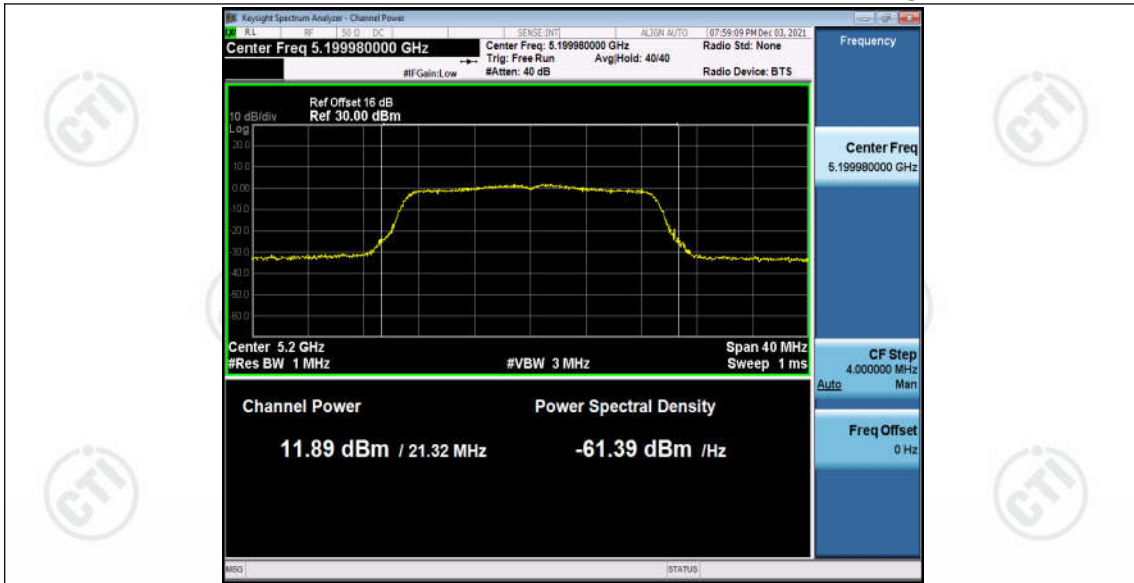 Keysight Spectrum Analyzer - Channel Power
RL RF 50 Ω DC SENSE:INT ALIGN AUTO 07:59:09 PM Dec 03, 2021
Center Freq 5.199980000 GHz
Center Freq: 5.199980000 GHz
Radio Std: None
Trig: Free Run Avg|Hold: 40/40
#IFGain:Low #Atten: 40 dB Radio Device: BTS
Frequency
Ref Offset 16 dB
10 dB/div Ref 30.00 dBm
Log
20.0
10.0
0.00
-10.0
-20.0
-30.0
-40.0
-50.0
-60.0
Center 5.2 GHz Span 40 MHz
#Res BW 1 MHz #VBW 3 MHz Sweep 1 ms
Channel Power Power Spectral Density
11.89 dBm / 21.32 MHz -61.39 dBm /Hz
Center Freq
5.199980000 GHz
CF Step
4.000000 MHz
Auto Man
Freq Offset
0 Hz
MSG STATUS
CTI
CTI
CTI
CTI